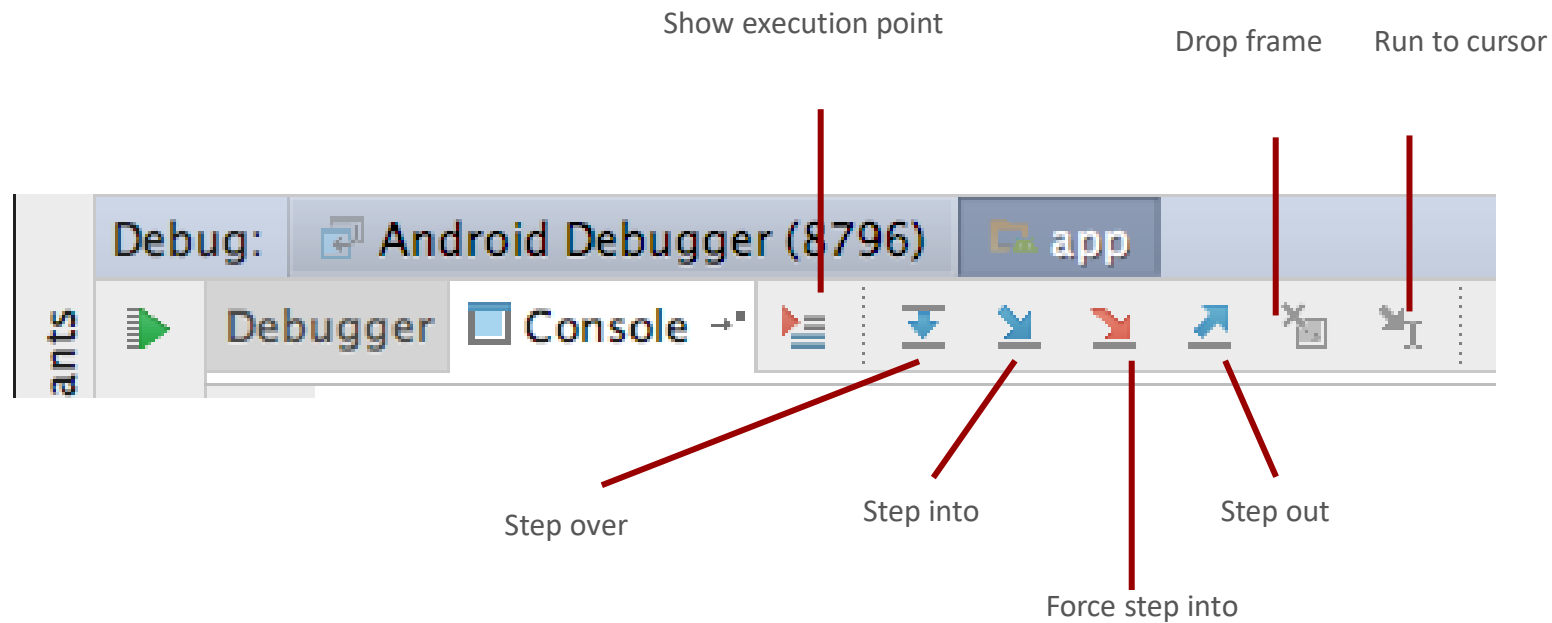 Show execution point
Drop frame
Run to cursor
Debug:
Android Debugger (8796)
app
ants
Debugger
Console
Step over
Step into
Step out
Force step into